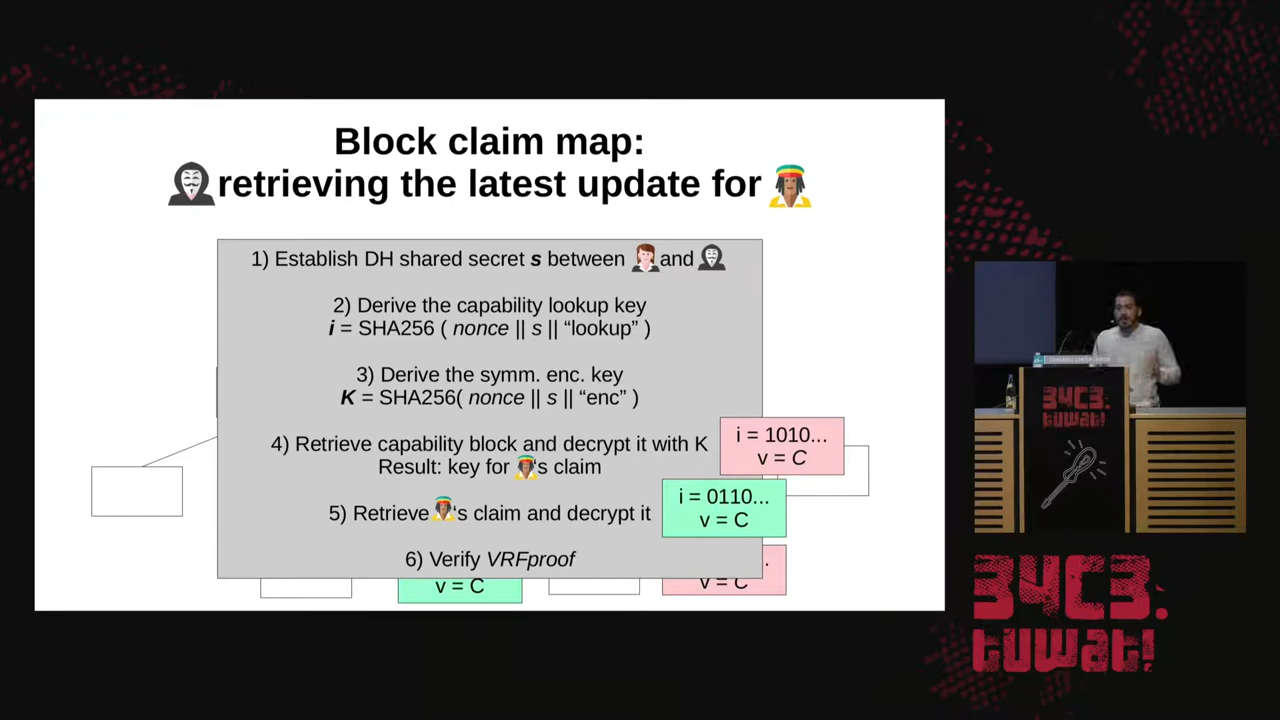 Block claim map:
retrieving the latest update for
1) Establish DH shared secret s between and
2) Derive the capability lookup key
i = SHA256 ( nonce || s || “lookup” )
3) Derive the symm. enc. key
K = SHA256( nonce || s || “enc” )
4) Retrieve capability block and decrypt it with K
Result: key for ‘s claim
i = 1010...
v = C
5) Retrieve ‘s claim and decrypt it
i = 0110...
v = C
6) Verify VRFproof
v = C
v = C
34C3.
tuwat!
34C3.
tuwat!